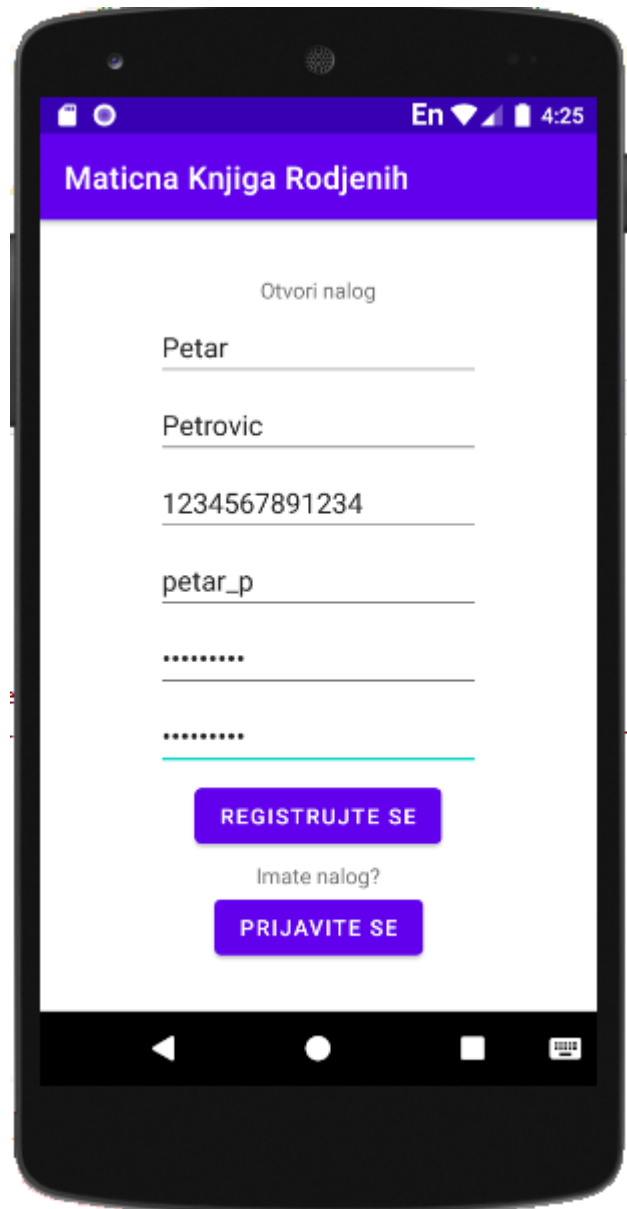 En 4:25
Maticna Knjiga Rodjenih
Otvori nalog
Petar
Petrovic
1234567891234
petar_p
•••••••••
•••••••••
REGISTRUJTE SE
Imate nalog?
PRIJAVITE SE